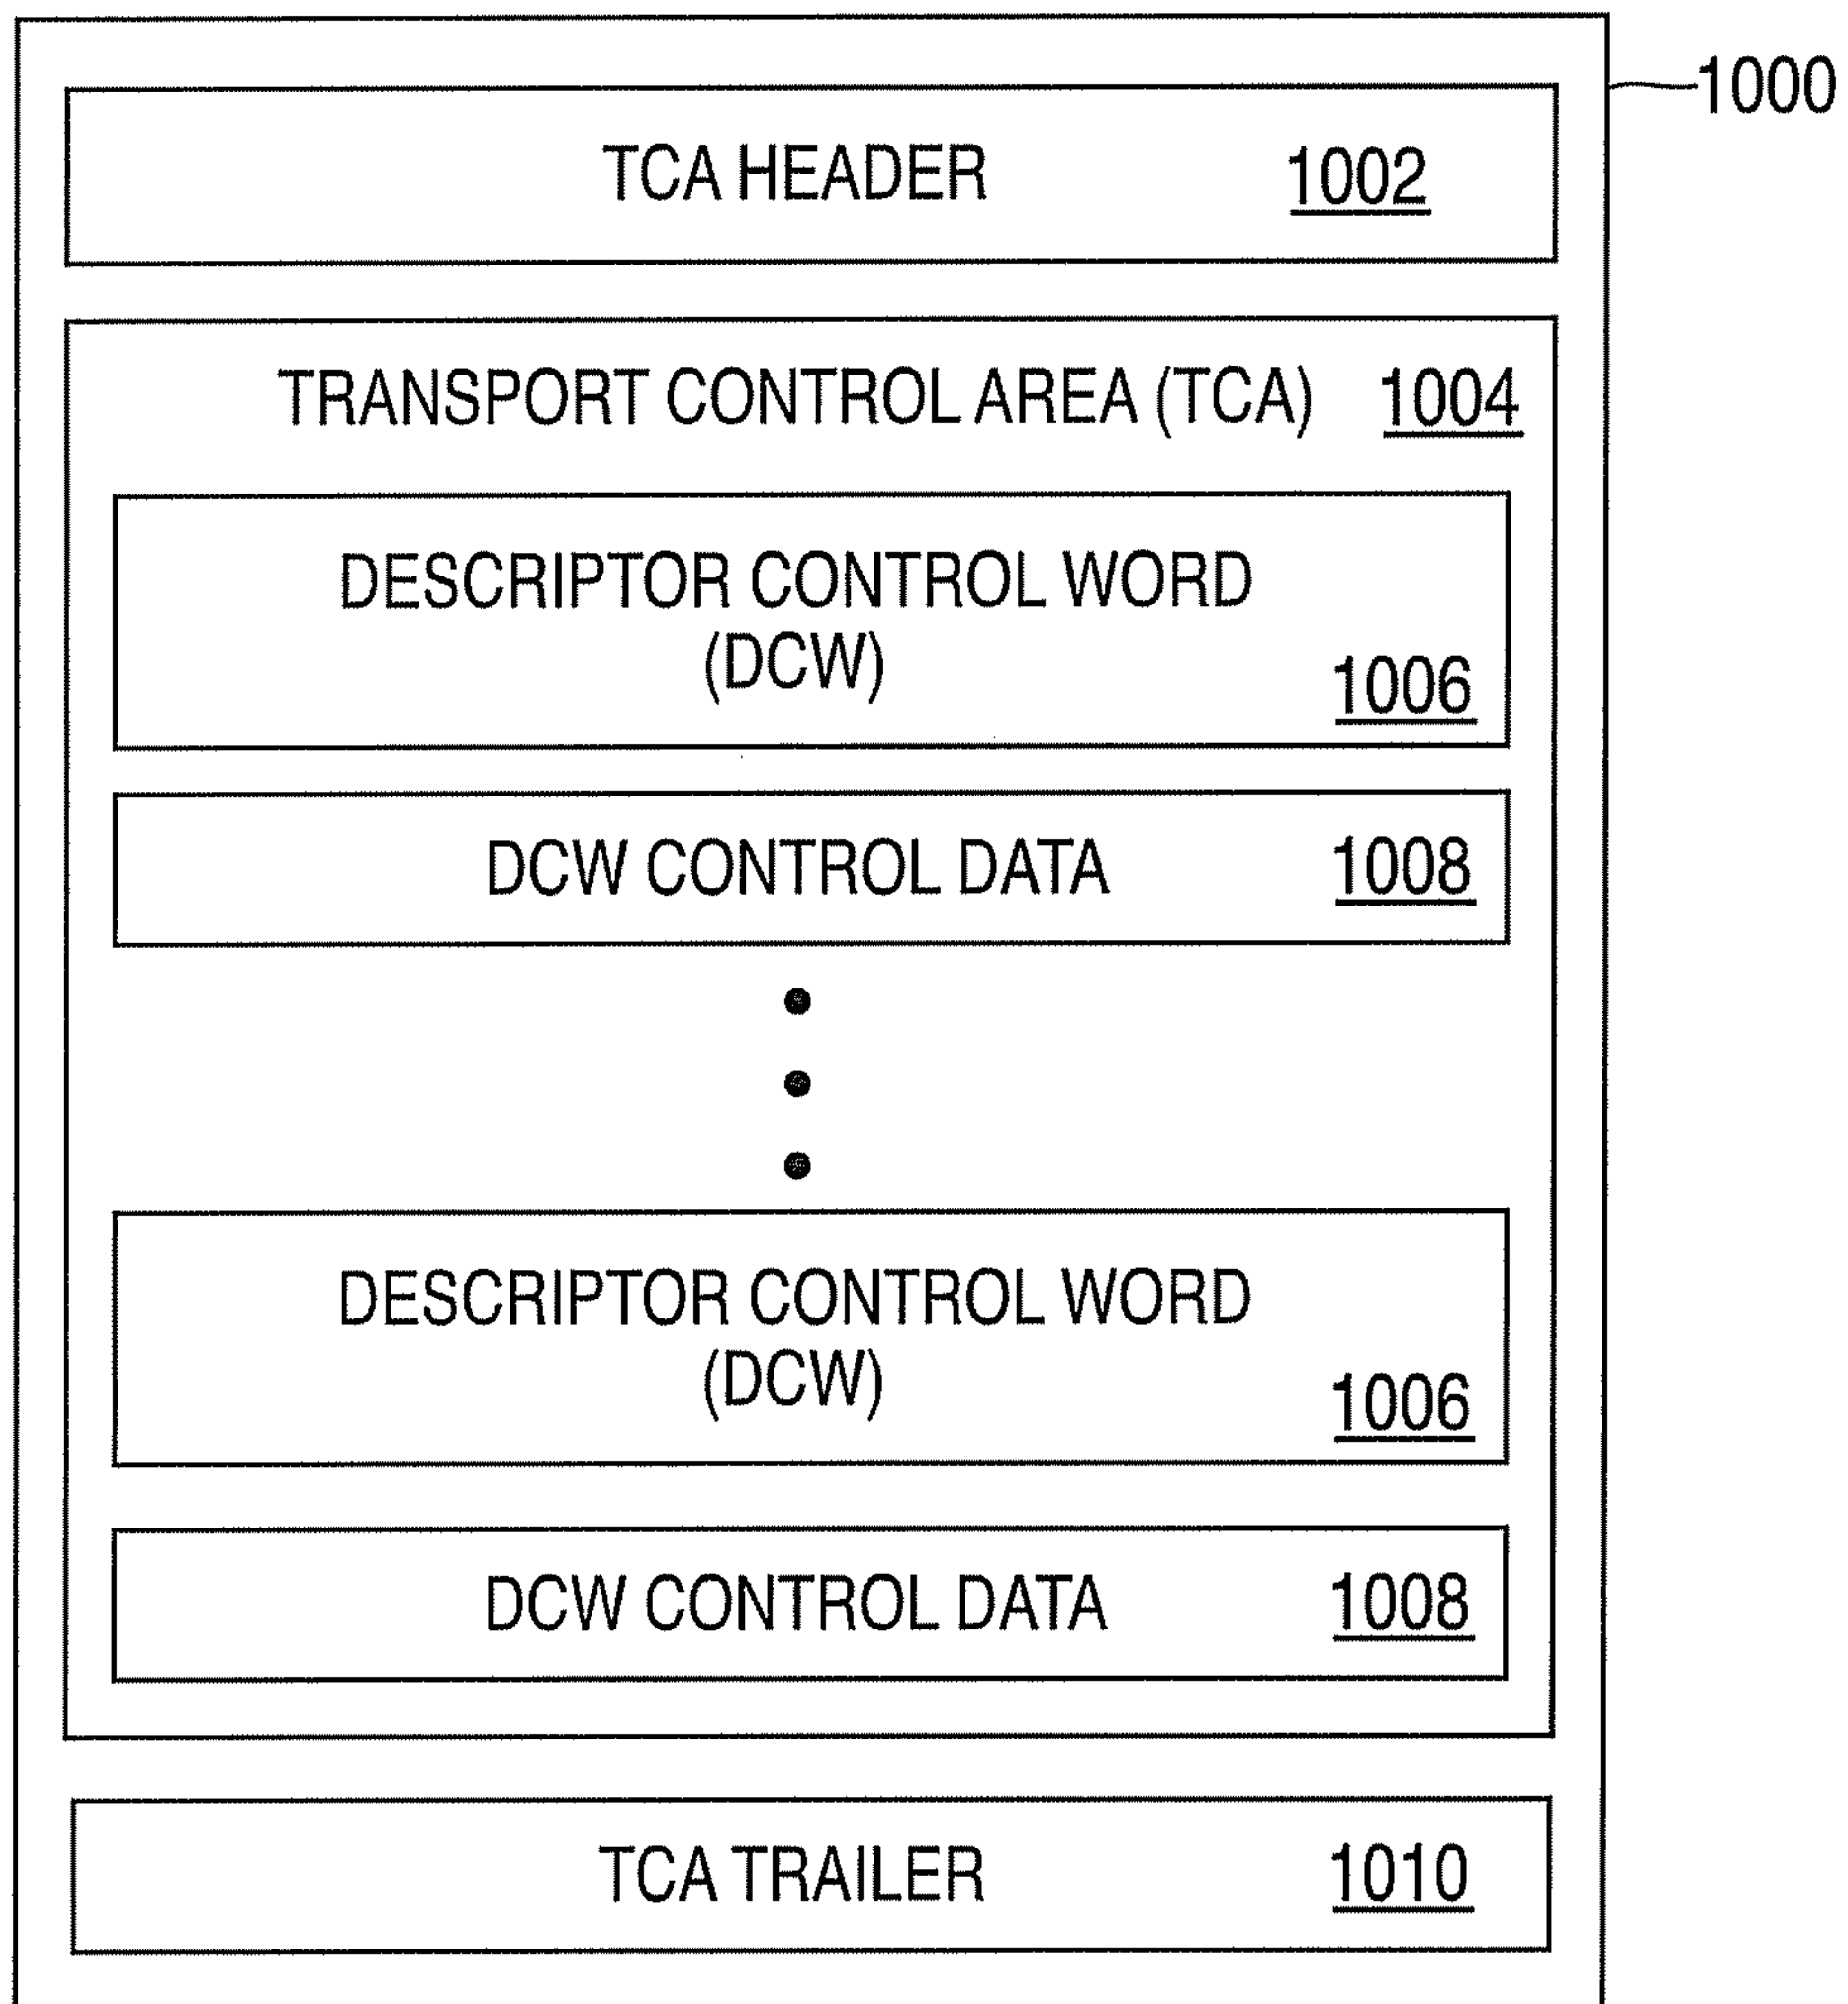 1000
TCA HEADER 1002
TRANSPORT CONTROL AREA (TCA) 1004
DESCRIPTOR CONTROL WORD
(DCW)
1006
DCW CONTROL DATA 1008
DESCRIPTOR CONTROL WORD
(DCW)
1006
DCW CONTROL DATA 1008
TCA TRAILER 1010